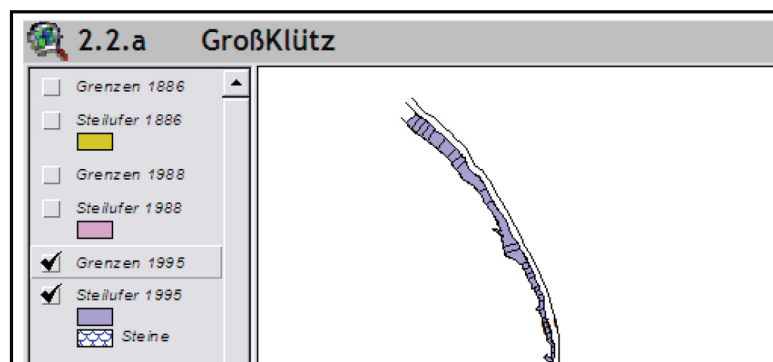 2.2.a GroßKlütz
Grenzen 1886
Steilufer 1886
Grenzen 1988
Steilufer 1988
Grenzen 1995
Steilufer 1995
Steine